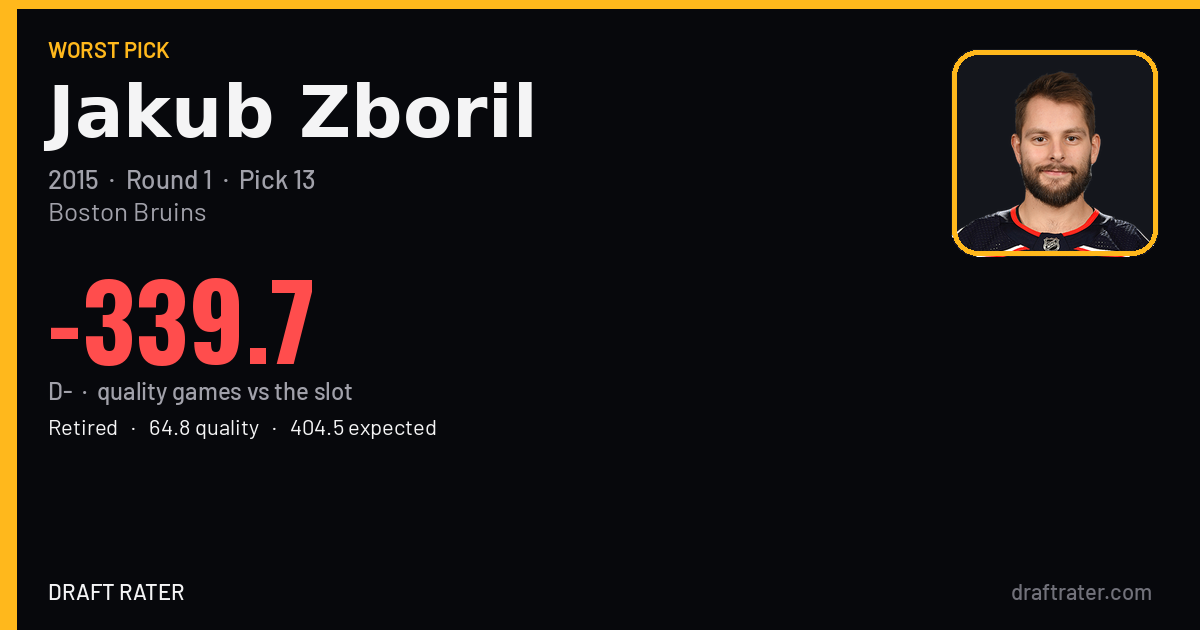 WORST PICK
Jakub Zboril
2015 · Round 1 · Pick 13
Boston Bruins
-339.7
D- · quality games vs the slot
Retired · 64.8 quality · 404.5 expected
DRAFT RATER
draftrater.com